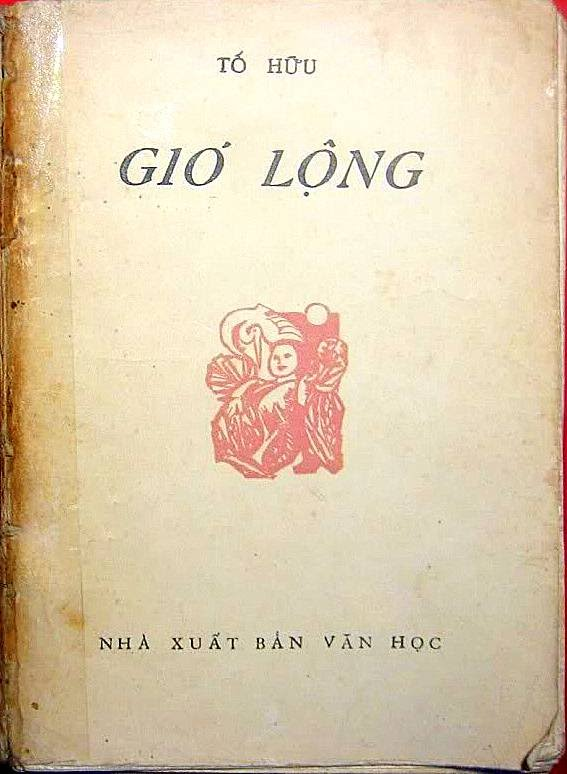 TỐ HỮU
GIÓ LỘNG
NHÀ XUẤT BẢN VĂN HỌC